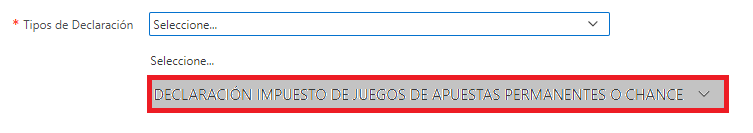 * Tipos de Declaración Seleccione...
Seleccione...
DECLARACIÓN IMPUESTO DE JUEGOS DE APUESTAS PERMANENTES O CHANCE